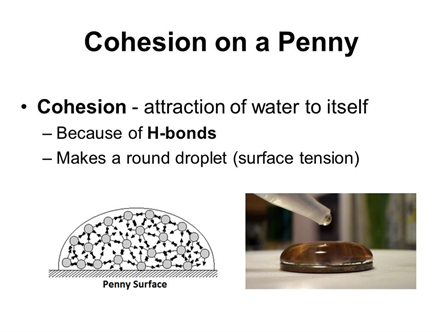 Cohesion on a Penny
• Cohesion - attraction of water to itself
– Because of H-bonds
– Makes a round droplet (surface tension)
Penny Surface